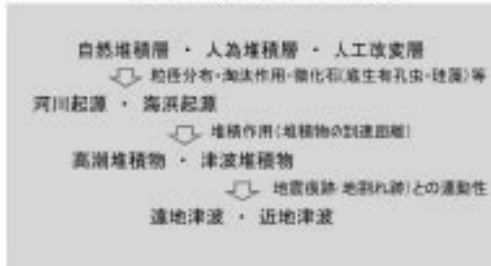 自然堆積層 ・ 人為堆積層 ・ 人工改変層
粒径分布・淘汰作用・微化石(底生有孔虫・珪藻)等
河川起源 ・ 海浜起源
堆積作用(堆積物の到達距離)
高潮堆積物 ・ 津波堆積物
地震痕跡(地割れ跡)との連動性
遠地津波 ・ 近地津波